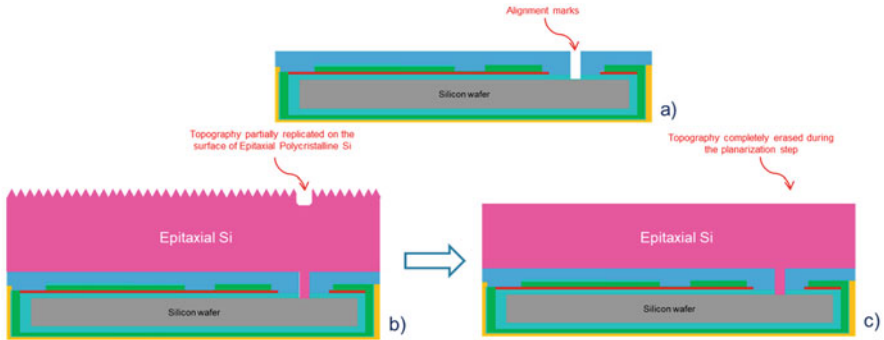 Alignment marks
Silicon wafer
a)
Topography partially replicated on the
surface of Epitaxial Polycristalline Si
Topography completely erased during
the planarization step
Epitaxial Si
Silicon wafer
b)
Epitaxial Si
Silicon wafer
c)